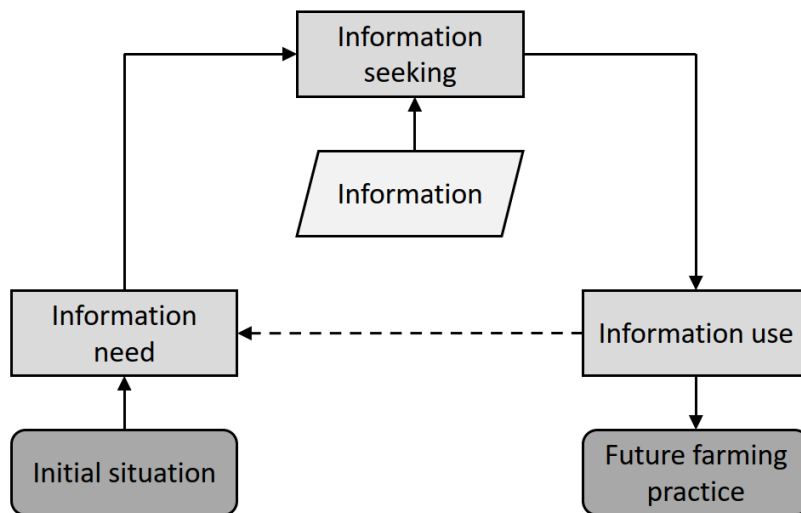 Information
seeking
Information
Information
need
Information use
Initial situation
Future farming
practice